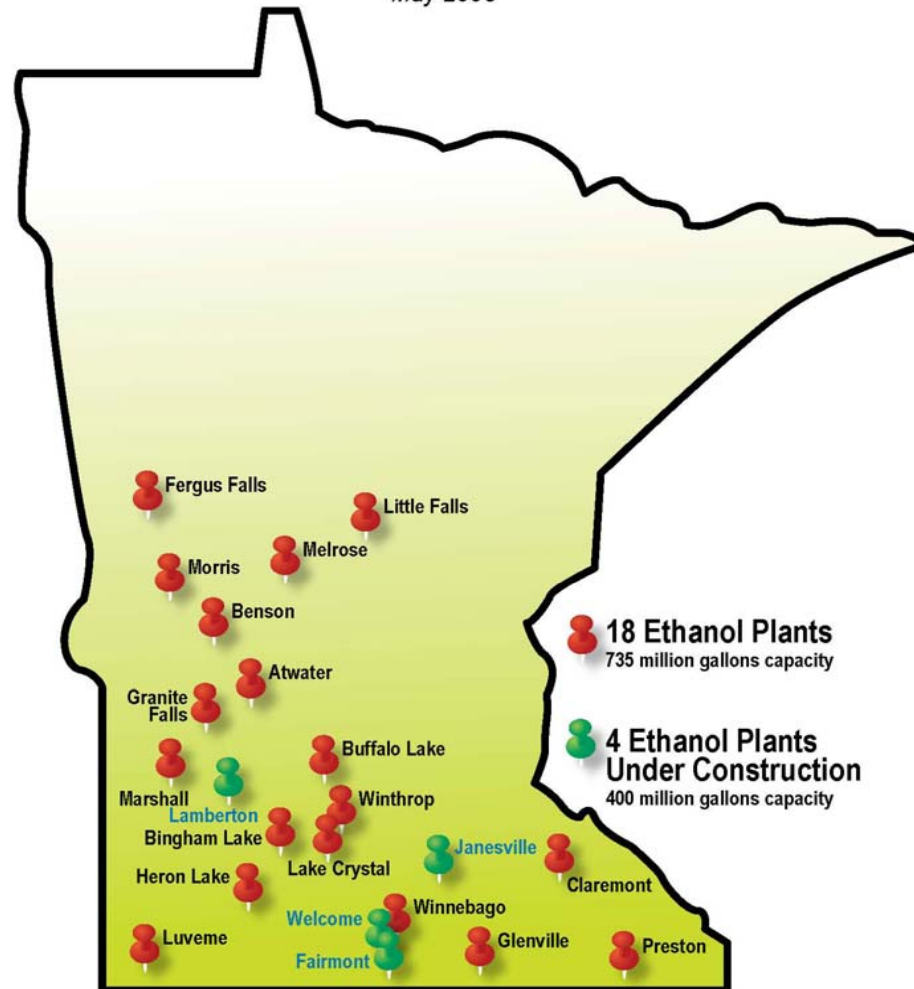 Fergus Falls
Little Falls
Melrose
Morris
Benson
Atwater
Granite
Falls
Buffalo Lake
Marshall
Lamberton
Winthrop
Bingham Lake
Lake Crystal
Janesville
Claremont
Heron Lake
Welcome
Winnebago
Luveme
Fairmont
Glenville
Preston
18 Ethanol Plants
735 million gallons capacity
4 Ethanol Plants
Under Construction
400 million gallons capacity